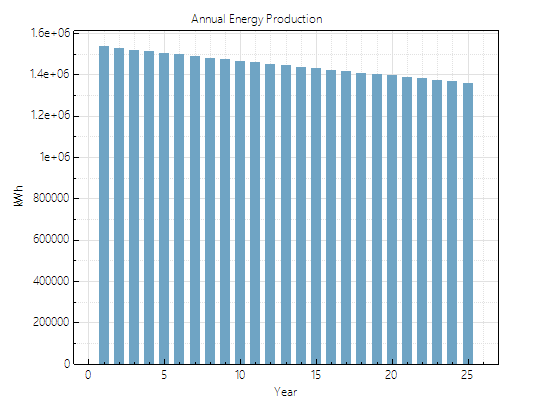 Annual Energy Production
1.6e+06
1.4e+06
1.2e+06
1e+06
800000
600000
400000
200000
0
kWh
0 5 10 15 20 25
Year